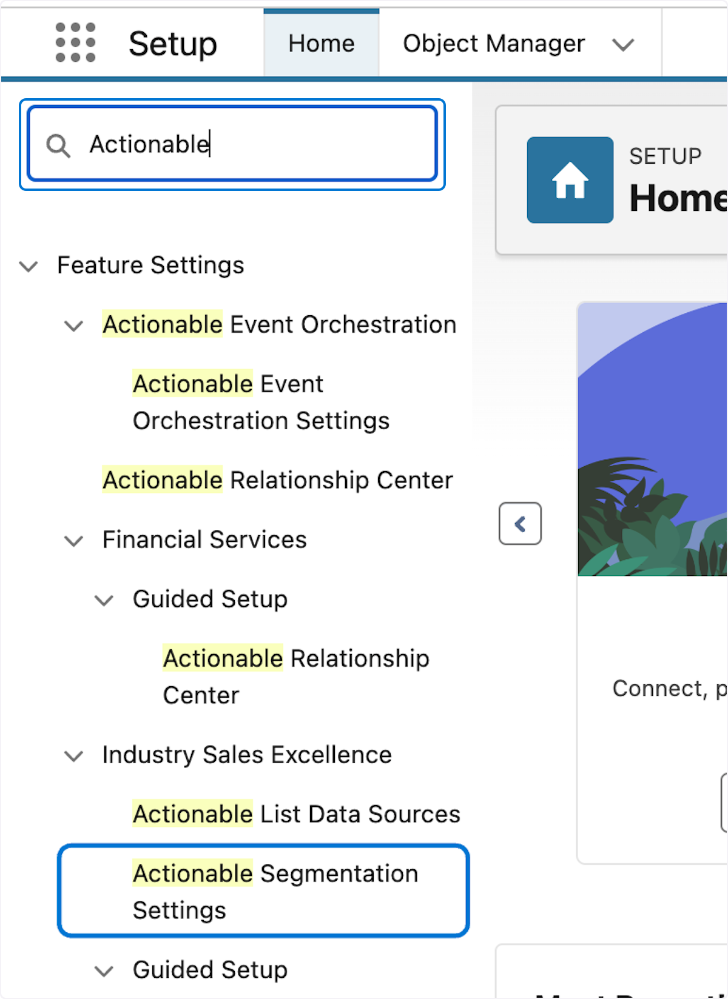 Setup
Home
Object Manager
Actionable
SETUP
Home
Feature Settings
Actionable Event Orchestration
Actionable Event
Orchestration Settings
Actionable Relationship Center
Financial Services
Guided Setup
Actionable Relationship
Center
Connect, p
Industry Sales Excellence
Actionable List Data Sources
Actionable Segmentation
Settings
Guided Setup